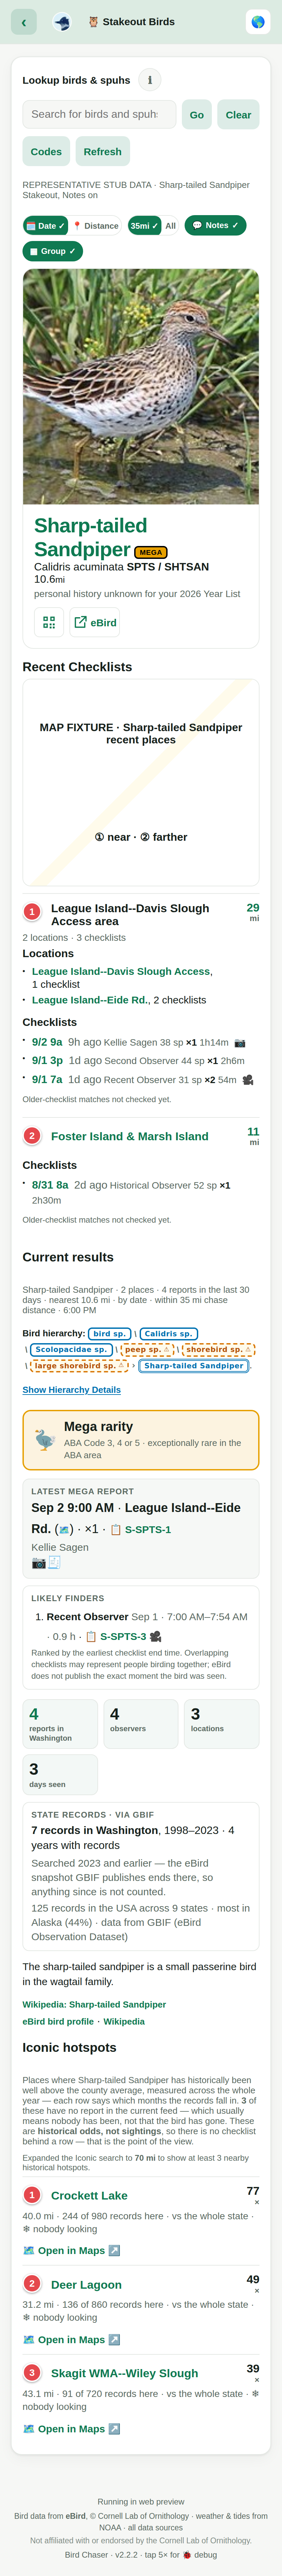 ‹ 🦉 Stakeout Birds 🌎
Lookup birds & spuhs ℹ
Search for birds and spuhs Go Clear
Codes Refresh
REPRESENTATIVE STUB DATA · Sharp-tailed Sandpiper
Stakeout, Notes on
🗓️ Date ✓ 📍 Distance 35mi ✓ All 💬 Notes ✓
▦ Group ✓
Sharp-tailed
Sandpiper MEGA
Calidris acuminata SPTS / SHTSAN
10.6mi
personal history unknown for your 2026 Year List
eBird
Recent Checklists
MAP FIXTURE · Sharp-tailed Sandpiper
recent places
① near · ② farther
1 League Island--Davis Slough 29
Access area mi
2 locations · 3 checklists
Locations
• League Island--Davis Slough Access,
1 checklist
• League Island--Eide Rd., 2 checklists
Checklists
• 9/2 9a 9h ago Kellie Sagen 38 sp ×1 1h14m 📷
• 9/1 3p 1d ago Second Observer 44 sp ×1 2h6m
• 9/1 7a 1d ago Recent Observer 31 sp ×2 54m 🎥
Older-checklist matches not checked yet.
2 Foster Island & Marsh Island 11
mi
Checklists
• 8/31 8a 2d ago Historical Observer 52 sp ×1
2h30m
Older-checklist matches not checked yet.
Current results
Sharp-tailed Sandpiper · 2 places · 4 reports in the last 30
days · nearest 10.6 mi · by date · within 35 mi chase
distance · 6:00 PM
Bird hierarchy: bird sp. \ Calidris sp.
\ Scolopacidae sp. \ peep sp. ⚠ \ shorebird sp. ⚠
\ large shorebird sp. ⚠ › Sharp-tailed Sandpiper.
Show Hierarchy Details
🦤 Mega rarity
ABA Code 3, 4 or 5 · exceptionally rare in the
ABA area
LATEST MEGA REPORT
Sep 2 9:00 AM · League Island--Eide
Rd. (🗺️) · ×1 · 📋 S-SPTS-1
Kellie Sagen
📷🧾
LIKELY FINDERS
1. Recent Observer Sep 1 · 7:00 AM–7:54 AM
· 0.9 h · 📋 S-SPTS-3 🎥
Ranked by the earliest checklist end time. Overlapping
checklists may represent people birding together; eBird
does not publish the exact moment the bird was seen.
4 4 3
reports in observers locations
Washington
3
days seen
STATE RECORDS · VIA GBIF
7 records in Washington, 1998–2023 · 4
years with records
Searched 2023 and earlier — the eBird
snapshot GBIF publishes ends there, so
anything since is not counted.
125 records in the USA across 9 states · most in
Alaska (44%) · data from GBIF (eBird
Observation Dataset)
The sharp-tailed sandpiper is a small passerine bird
in the wagtail family.
Wikipedia: Sharp-tailed Sandpiper
eBird bird profile · Wikipedia
Iconic hotspots
Places where Sharp-tailed Sandpiper has historically been
well above the county average, measured across the whole
year — each row says which months the records fall in. 3 of
these have no report in the current feed — which usually
means nobody has been, not that the bird has gone. These
are historical odds, not sightings, so there is no checklist
behind a row — that is the point of the view.
Expanded the Iconic search to 70 mi to show at least 3 nearby
historical hotspots.
1 Crockett Lake 77
×
40.0 mi · 244 of 980 records here · vs the whole state ·
❄ nobody looking
🗺️ Open in Maps ↗
2 Deer Lagoon 49
×
31.2 mi · 136 of 860 records here · vs the whole state ·
❄ nobody looking
🗺️ Open in Maps ↗
3 Skagit WMA--Wiley Slough 39
×
43.1 mi · 91 of 720 records here · vs the whole state · ❄
nobody looking
🗺️ Open in Maps ↗
Running in web preview
Bird data from eBird, © Cornell Lab of Ornithology · weather & tides from
NOAA · all data sources
Not affiliated with or endorsed by the Cornell Lab of Ornithology.
Bird Chaser · v2.2.2 · tap 5× for 🐞 debug